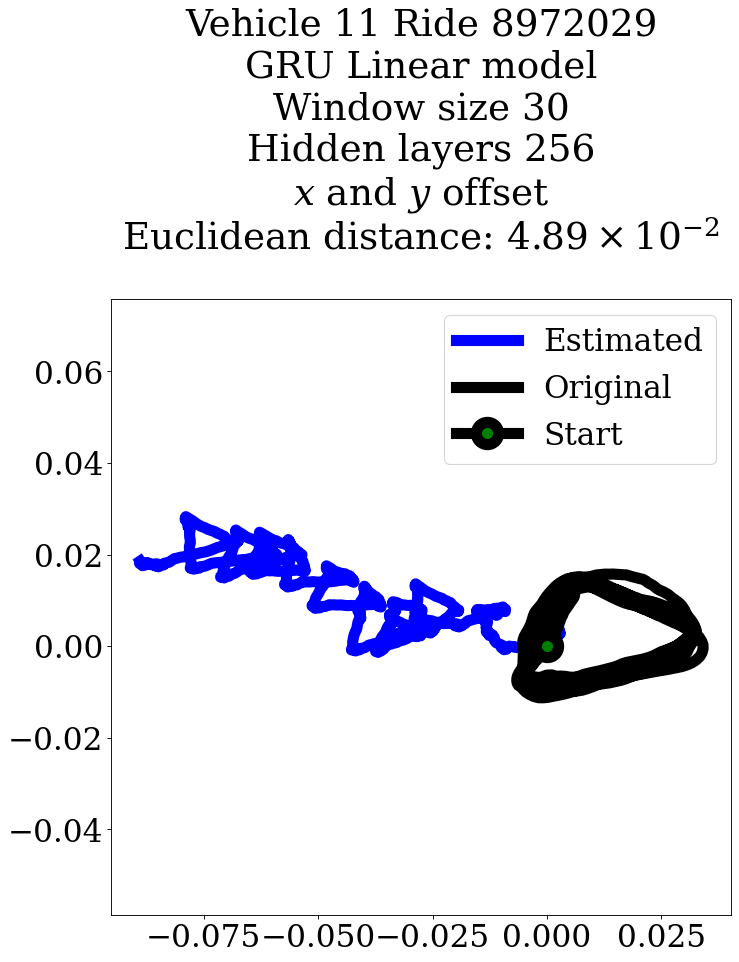 Vehicle 11 Ride 8972029
GRU Linear model
Window size 30
Hidden layers 256
x and y offset
Euclidean distance: 4.89 × 10⁻²
Estimated
Original
Start
0.06
0.04
0.02
0.00
−0.02
−0.04
−0.075 −0.050 −0.025 0.000 0.025